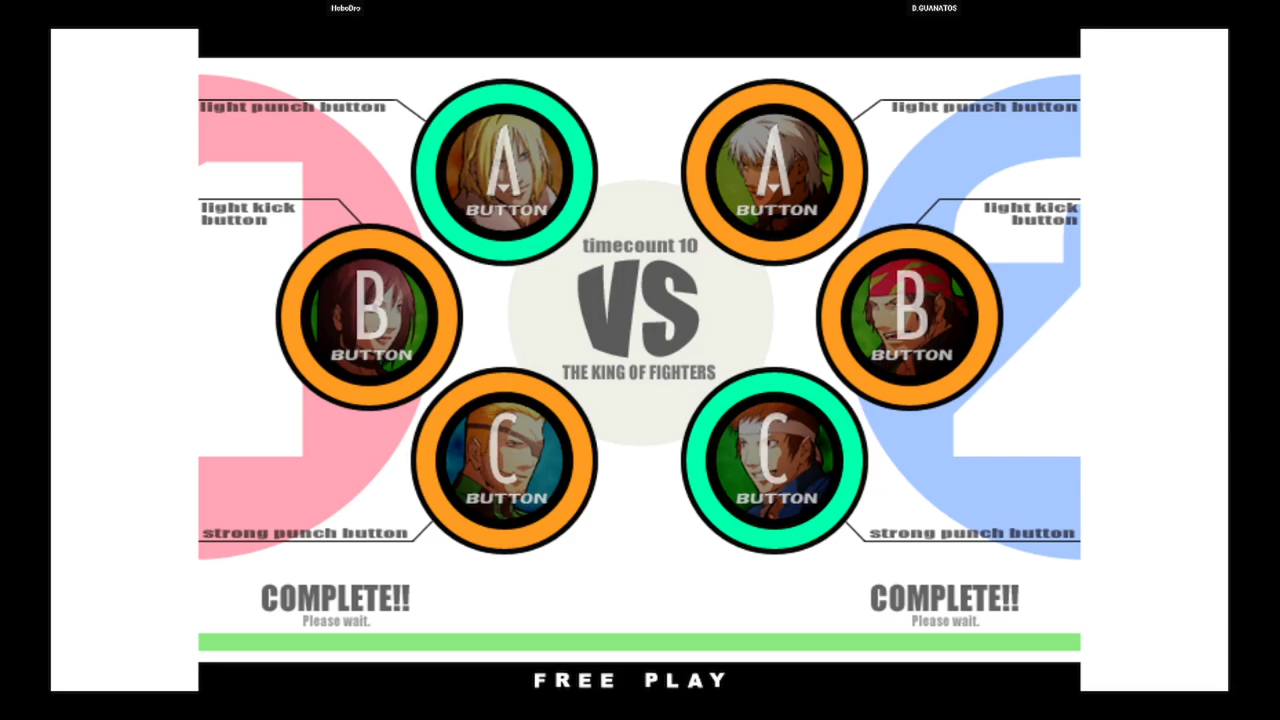 HoboDro
D.GUANATOS
light punch button
light punch button
A
BUTTON
A
BUTTON
light kick
button
light kick
button
timecount 10
VS
THE KING OF FIGHTERS
B
BUTTON
B
BUTTON
1
2
C
BUTTON
C
BUTTON
strong punch button
strong punch button
COMPLETE!!
Please wait.
COMPLETE!!
Please wait.
FREE PLAY